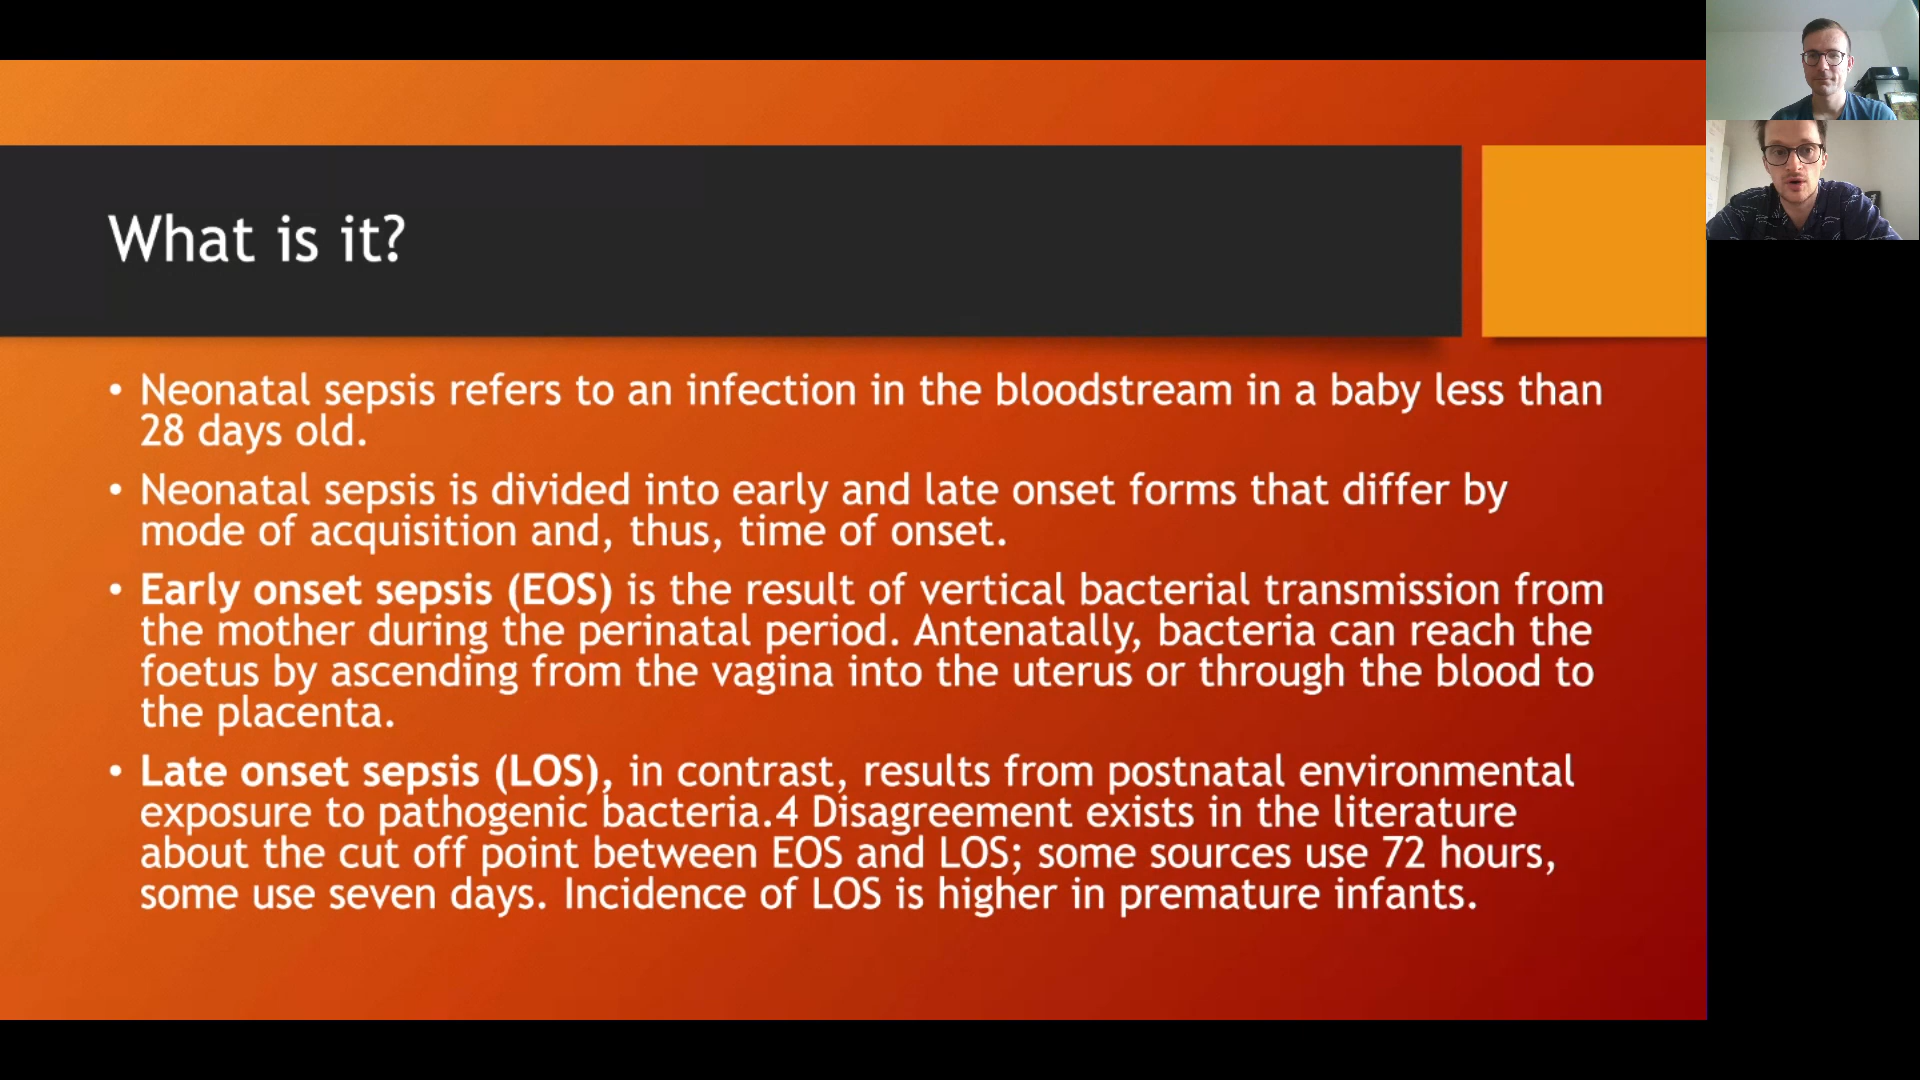 What is it?
• Neonatal sepsis refers to an infection in the bloodstream in a baby less than
28 days old.
• Neonatal sepsis is divided into early and late onset forms that differ by
mode of acquisition and, thus, time of onset.
• Early onset sepsis (EOS) is the result of vertical bacterial transmission from
the mother during the perinatal period. Antenatally, bacteria can reach the
foetus by ascending from the vagina into the uterus or through the blood to
the placenta.
• Late onset sepsis (LOS), in contrast, results from postnatal environmental
exposure to pathogenic bacteria.4 Disagreement exists in the literature
about the cut off point between EOS and LOS; some sources use 72 hours,
some use seven days. Incidence of LOS is higher in premature infants.